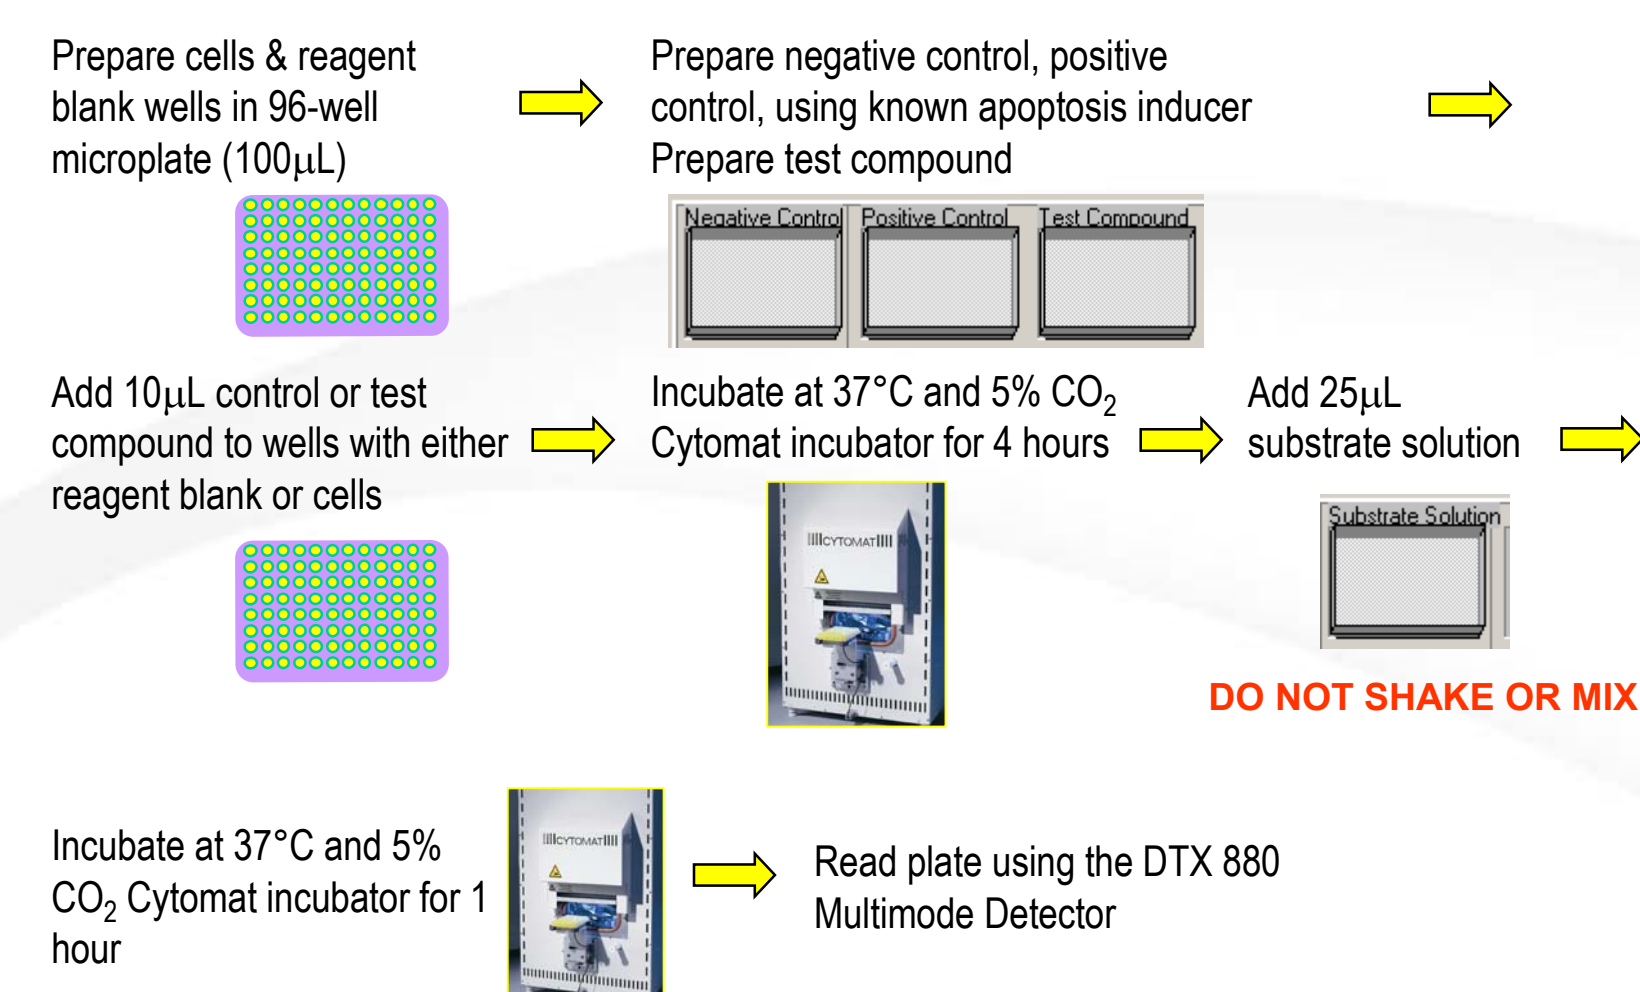 Prepare cells & reagent
blank wells in 96-well
microplate (100µL)
Prepare negative control, positive
control, using known apoptosis inducer
Prepare test compound
Negative Control
Positive Control
Test Compound
Add 10µL control or test
compound to wells with either
reagent blank or cells
Incubate at 37°C and 5% CO₂
Cytomat incubator for 4 hours
CYTOMAT
Add 25µL
substrate solution
Substrate Solution
DO NOT SHAKE OR MIX
Incubate at 37°C and 5%
CO₂ Cytomat incubator for 1
hour
CYTOMAT
Read plate using the DTX 880
Multimode Detector